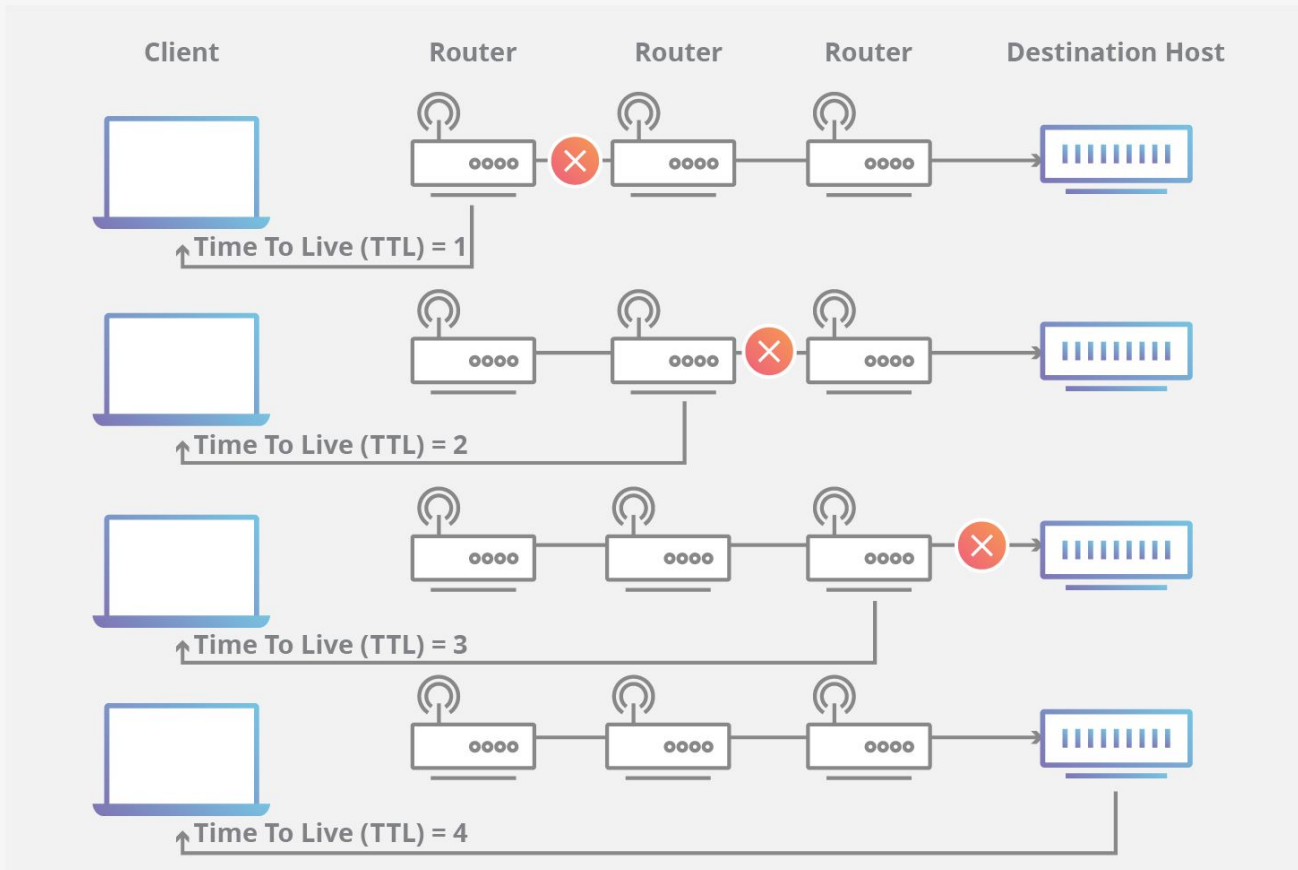 Client Router Router Router Destination Host
Time To Live (TTL) = 1
Time To Live (TTL) = 2
Time To Live (TTL) = 3
Time To Live (TTL) = 4